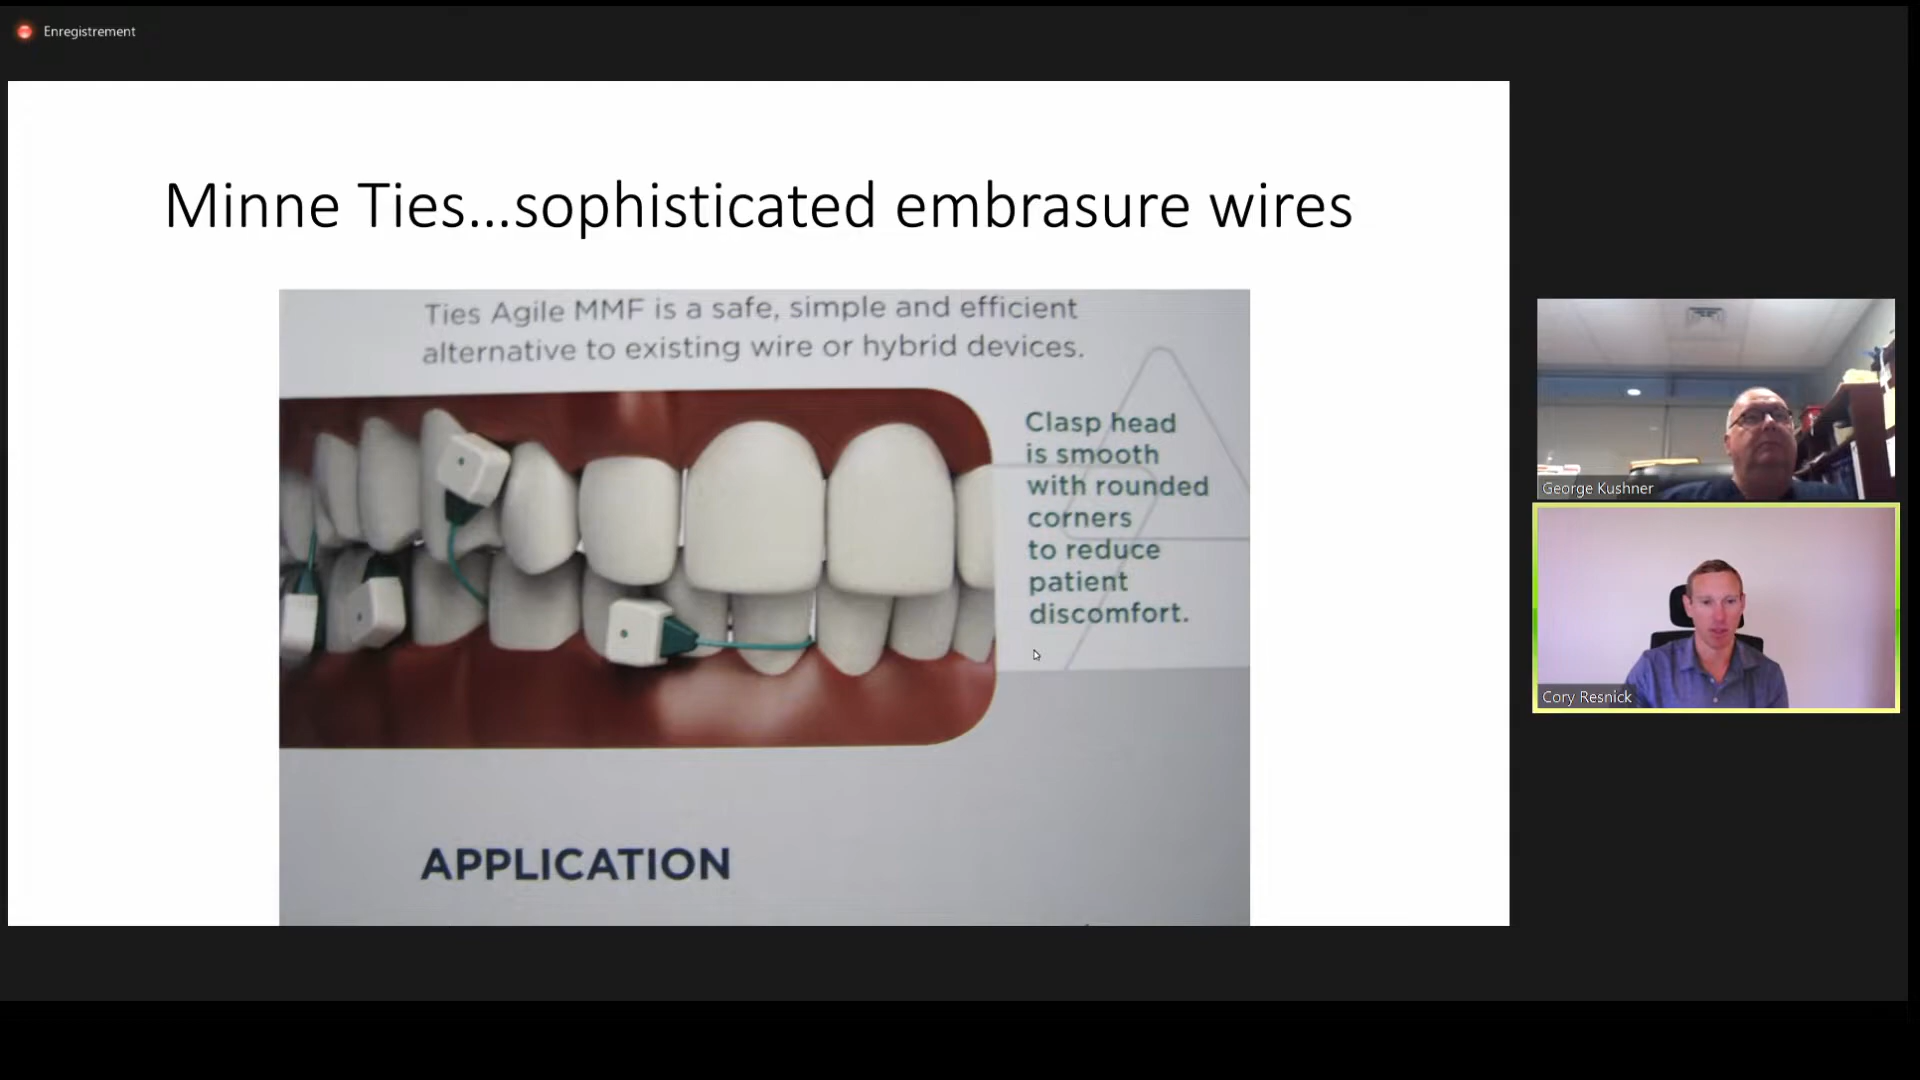 Enregistrement
Minne Ties...sophisticated embrasure wires
Ties Agile MMF is a safe, simple and efficient
alternative to existing wire or hybrid devices.
Clasp head
is smooth
with rounded
corners
to reduce
patient
discomfort.
APPLICATION
George Kushner
Cory Resnick